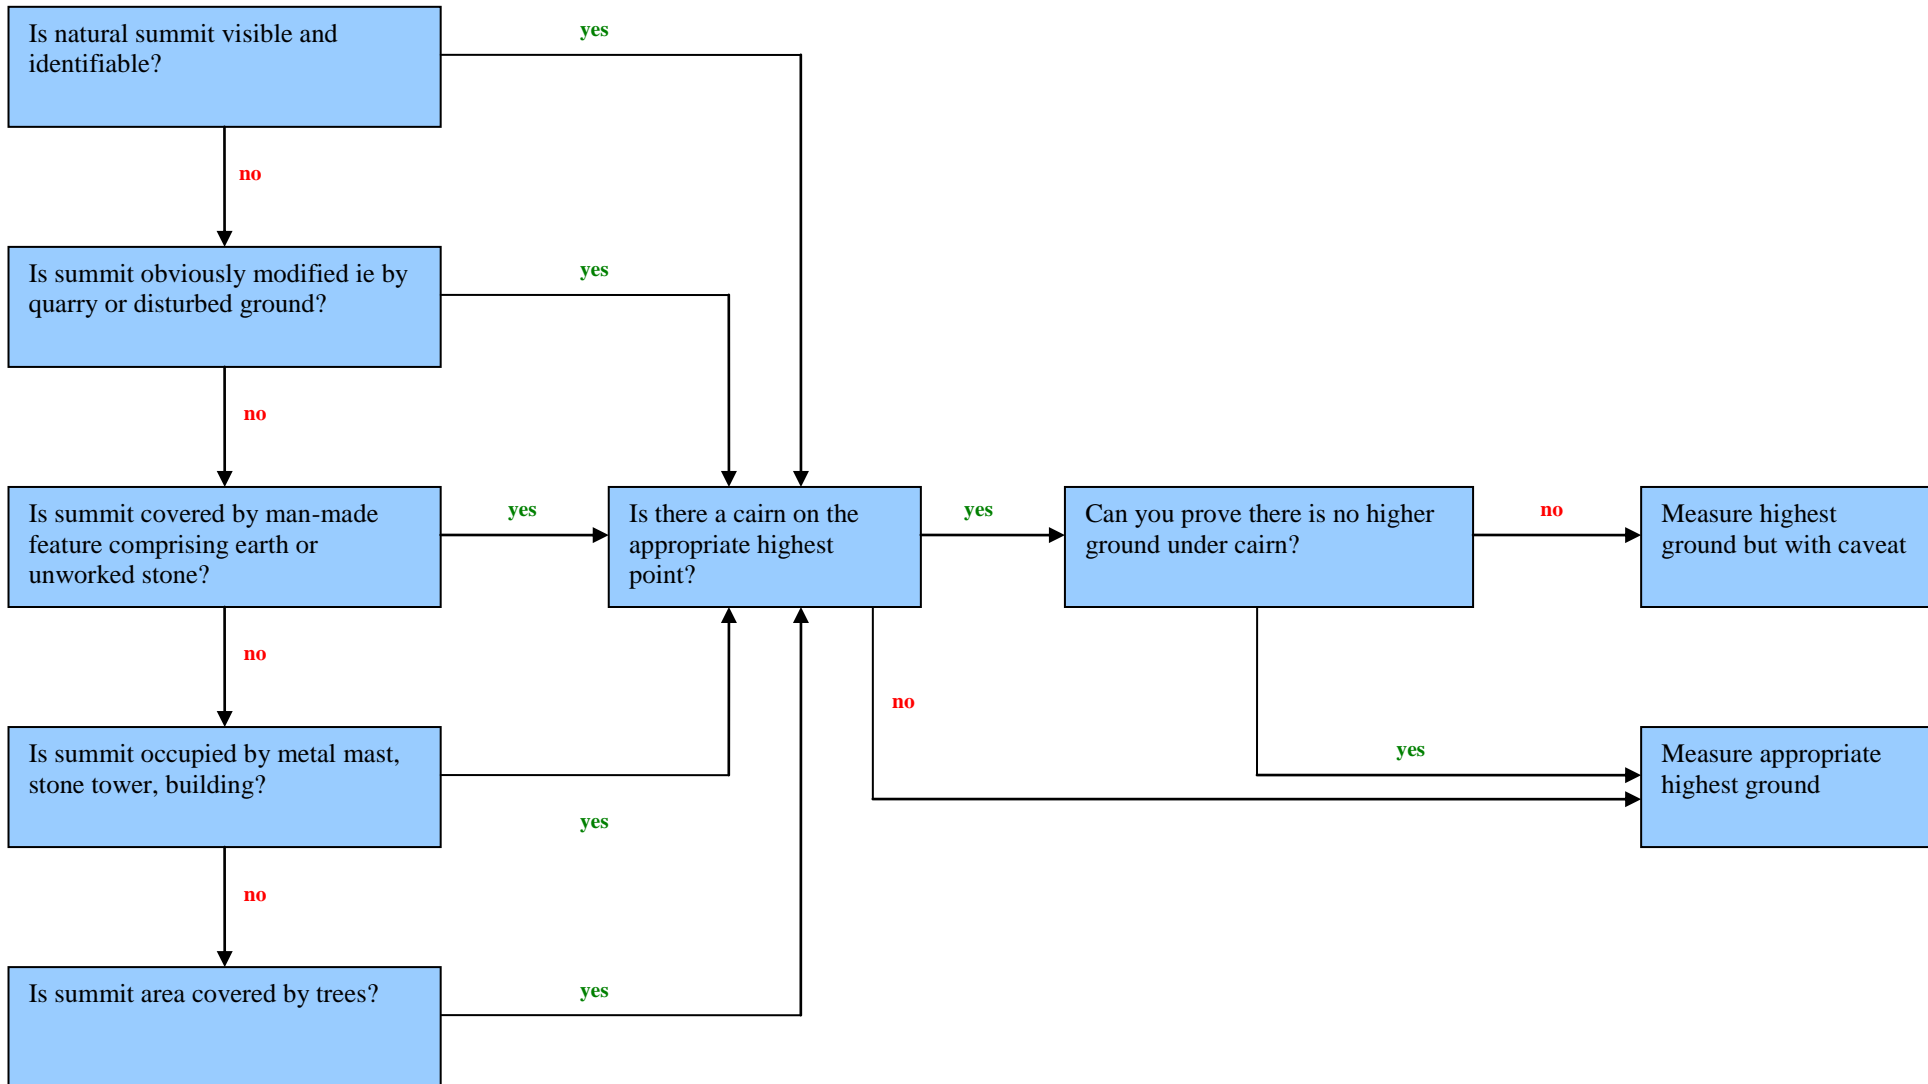 Is natural summit visible and
identifiable?
yes
no
Is summit obviously modified ie by
quarry or disturbed ground?
yes
no
Is summit covered by man-made
feature comprising earth or
unworked stone?
yes
Is there a cairn on the
appropriate highest
point?
yes
Can you prove there is no higher
ground under cairn?
no
Measure highest
ground but with caveat
no
no
Is summit occupied by metal mast,
stone tower, building?
yes
yes
Measure appropriate
highest ground
no
Is summit area covered by trees?
yes